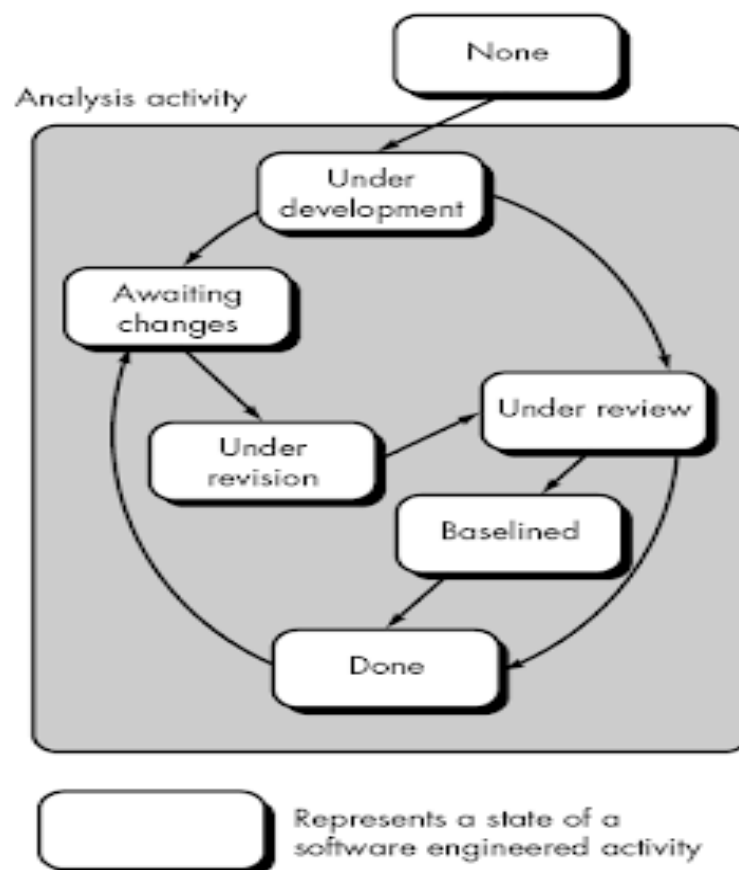 None
Analysis activity
Under
development
Awaiting
changes
Under review
Under
revision
Baselined
Done
Represents a state of a
software engineered activity